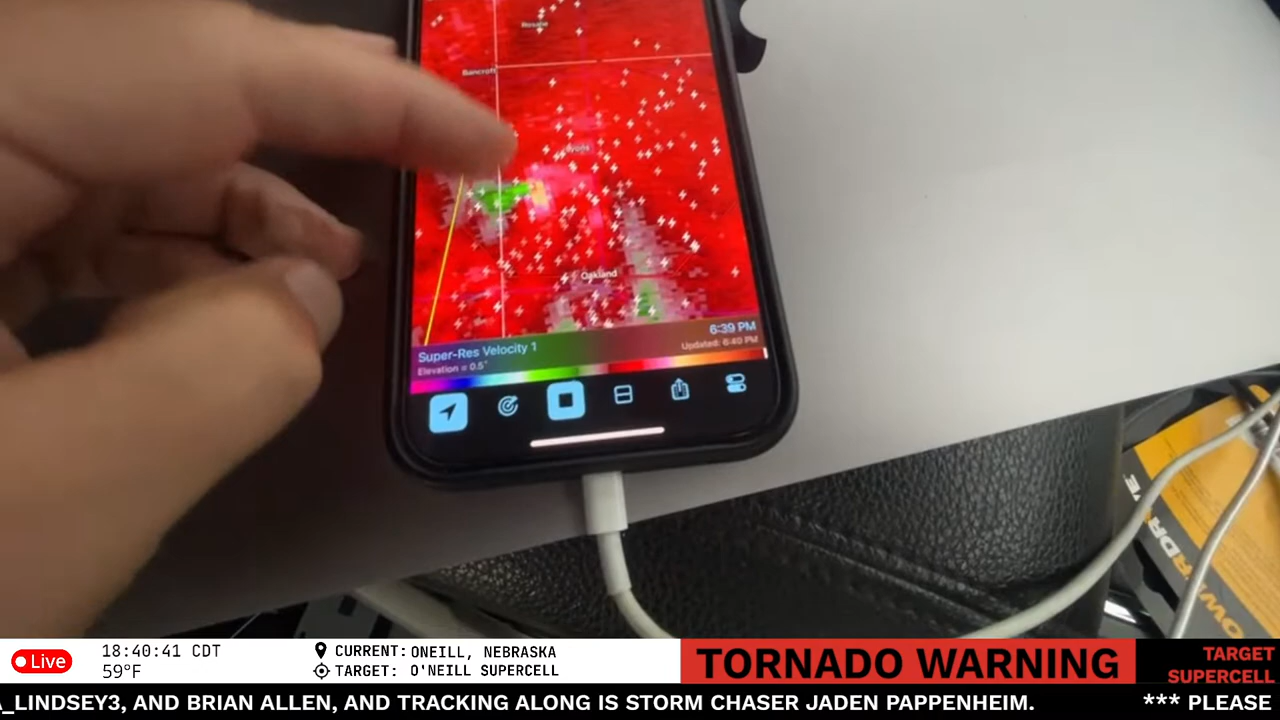 Rosalie
Bancroft
Lyons
Oakland
6:39 PM
Super-Res Velocity 1
Updated: 6:40 PM
Elevation = 0.5°
Live
18:40:41 CDT
59°F
CURRENT: ONEILL, NEBRASKA
TARGET: O'NEILL SUPERCELL
TORNADO WARNING
TARGET
SUPERCELL
A_LINDSEY3, AND BRIAN ALLEN, AND TRACKING ALONG IS STORM CHASER JADEN PAPPENHEIM.
*** PLEASE